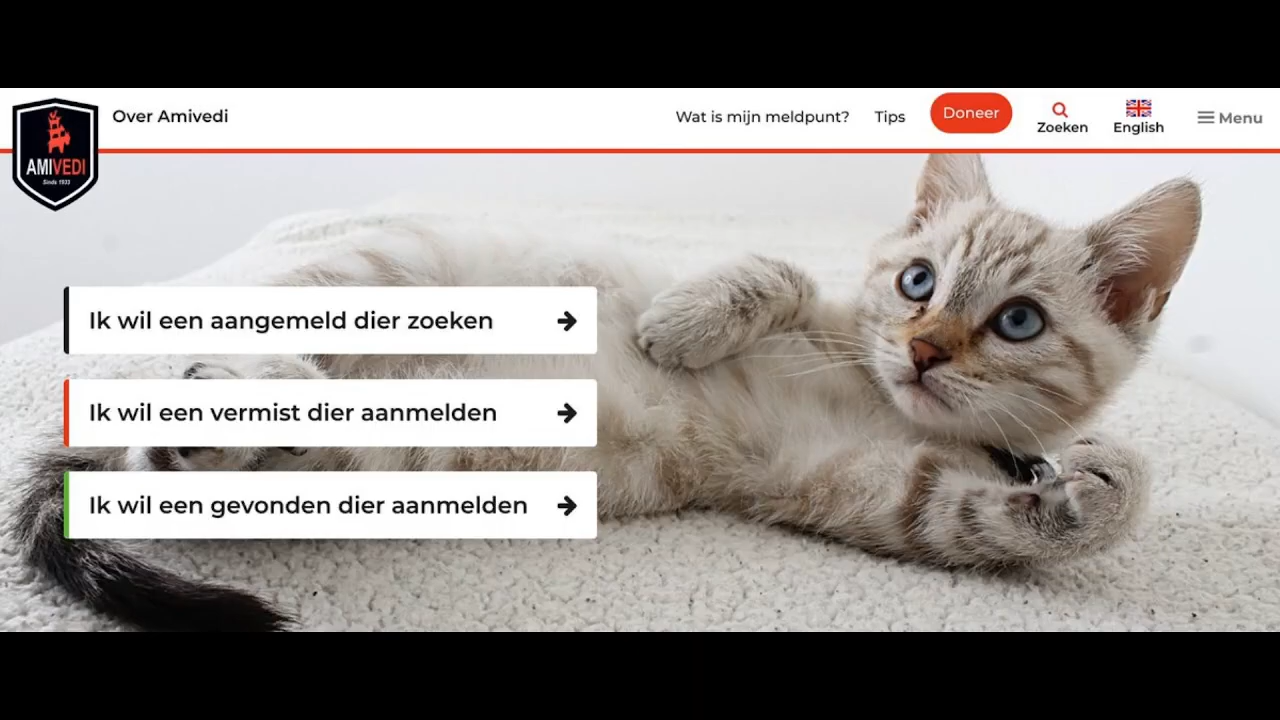 Over Amivedi
Wat is mijn meldpunt?
Tips
Doneer
Zoeken
English
Menu
AMIVEDI
Sinds 1933
Ik wil een aangemeld dier zoeken
Ik wil een vermist dier aanmelden
Ik wil een gevonden dier aanmelden